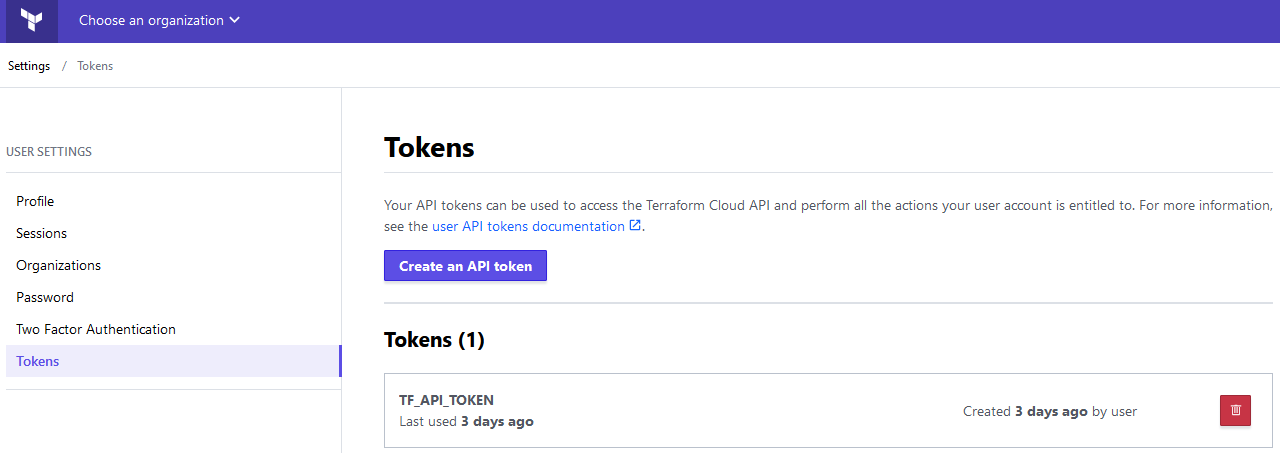 Choose an organization
Settings / Tokens
USER SETTINGS
Profile
Sessions
Organizations
Password
Two Factor Authentication
Tokens
Tokens
Your API tokens can be used to access the Terraform Cloud API and perform all the actions your user account is entitled to. For more information,
see the user API tokens documentation.
Create an API token
Tokens (1)
TF_API_TOKEN
Last used 3 days ago
Created 3 days ago by user